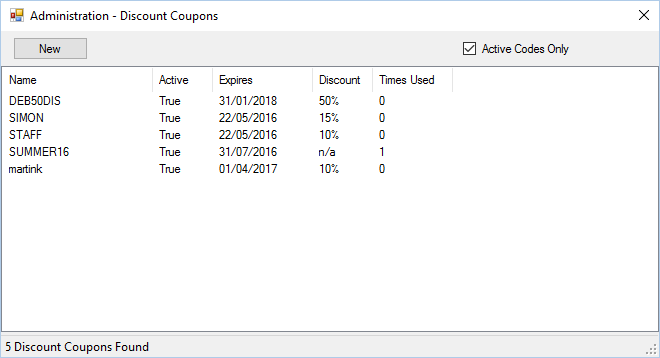 Administration - Discount Coupons
New Active Codes Only
Name Active Expires Discount Times Used
DEB50DIS True 31/01/2018 50% 0
SIMON True 22/05/2016 15% 0
STAFF True 22/05/2016 10% 0
SUMMER16 True 31/07/2016 n/a 1
martink True 01/04/2017 10% 0
5 Discount Coupons Found